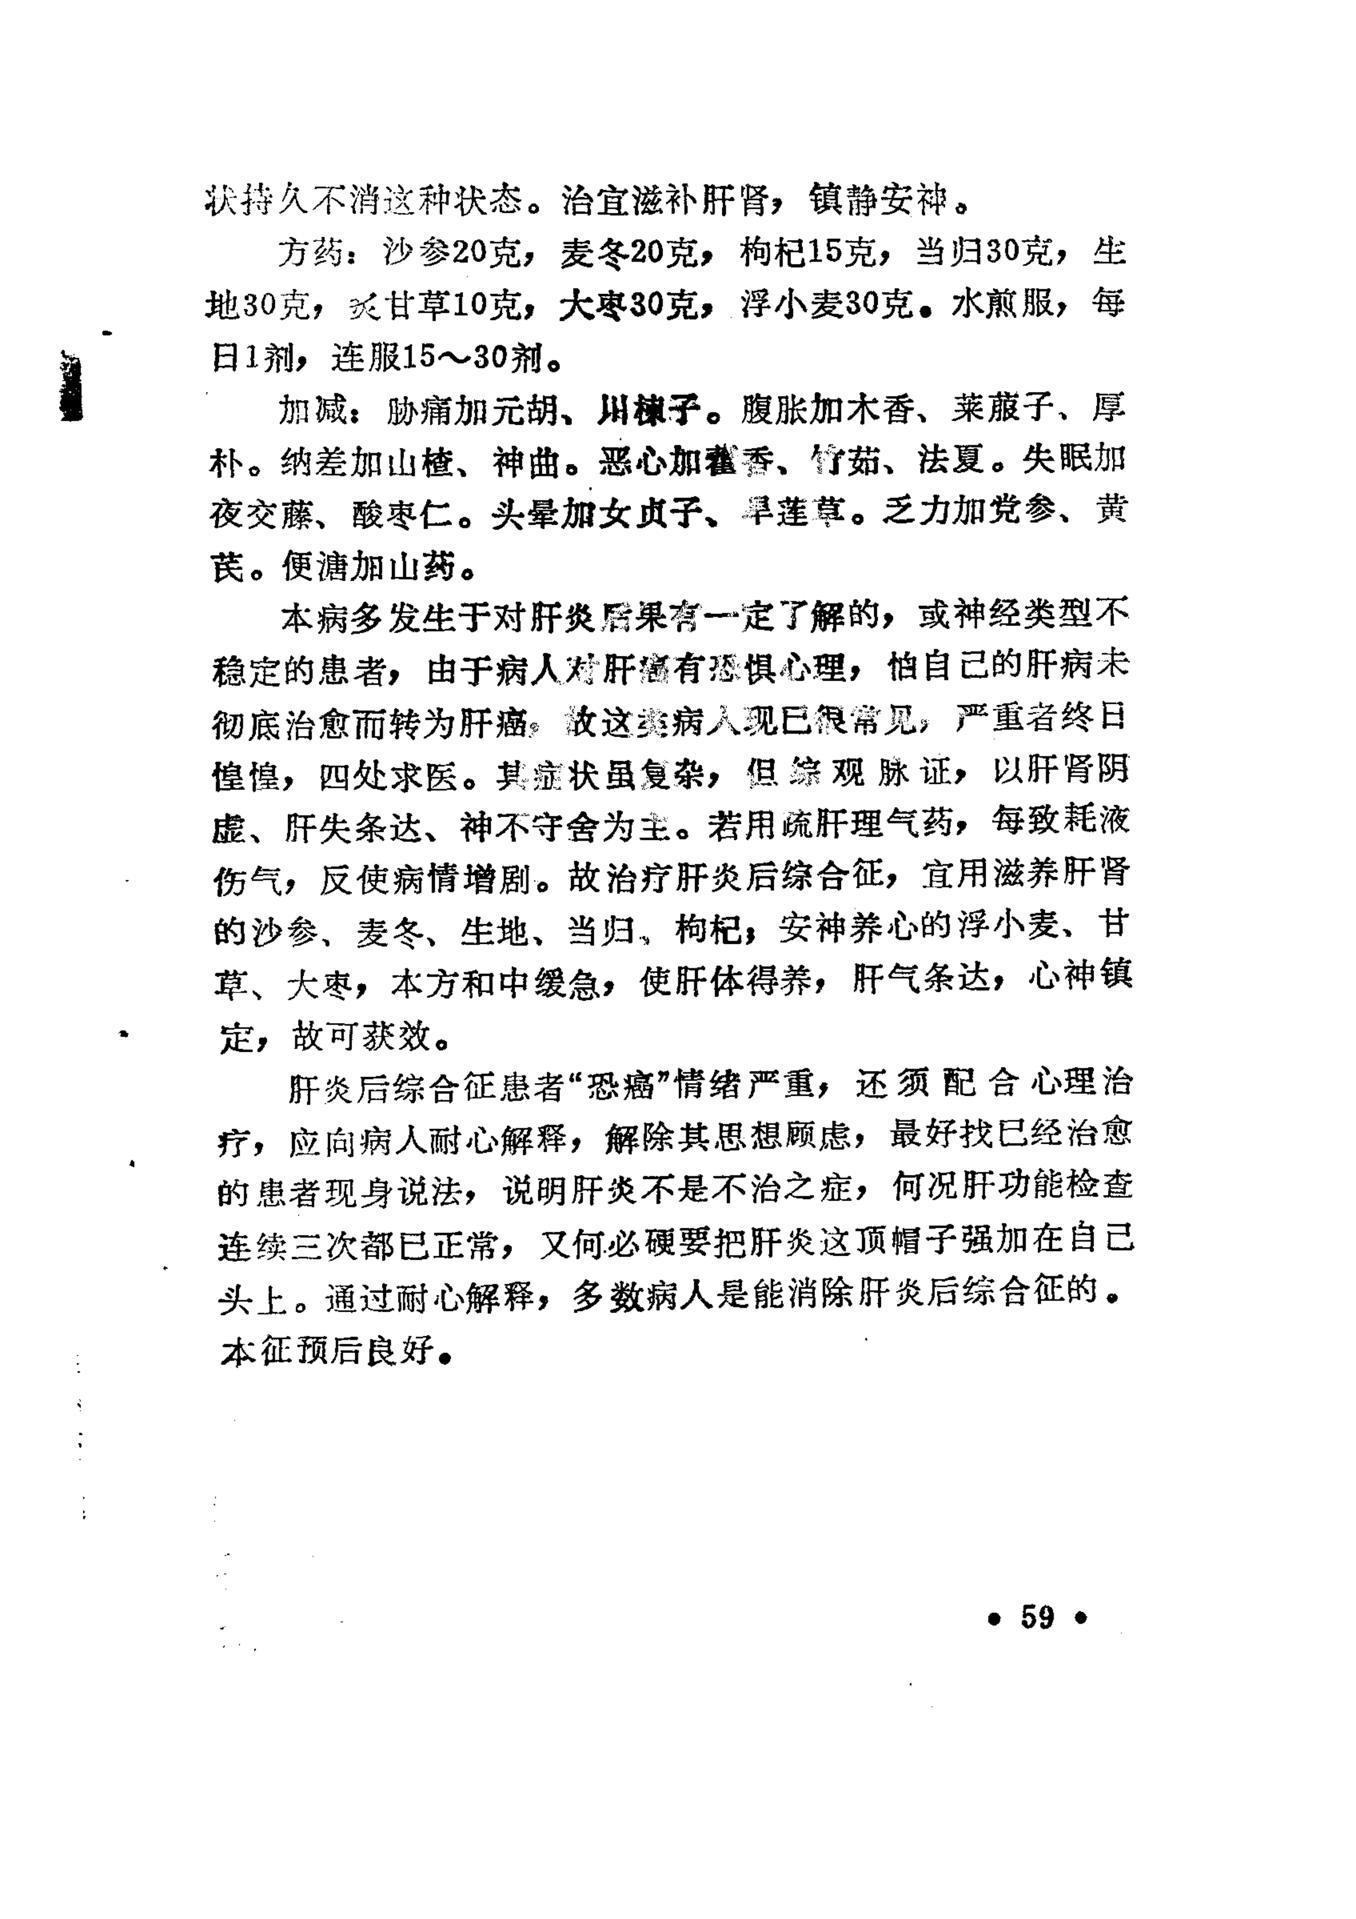 状持久不消这种状态。治宜滋补肝肾，镇静安神。
方药：沙参20克，麦冬20克，枸杞15克，当归30克，生
地30克，炙甘草10克，大枣30克，浮小麦30克。水煎服，每
日1剂，连服15～30剂。
加减：胁痛加元胡、川楝子。腹胀加木香、莱菔子、厚
朴。纳差加山楂、神曲。恶心加藿香、竹茹、法夏。失眠加
夜交藤、酸枣仁。头晕加女贞子、旱莲草。乏力加党参、黄
芪。便溏加山药。
本病多发生于对肝炎后果有一定了解的，或神经类型不
稳定的患者，由于病人对肝癌有恐惧心理，怕自己的肝病未
彻底治愈而转为肝癌。故这类病人现已很常见，严重者终日
惶惶，四处求医。其症状虽复杂，但综观脉证，以肝肾阴
虚、肝失条达、神不守舍为主。若用疏肝理气药，每致耗液
伤气，反使病情增剧。故治疗肝炎后综合征，宜用滋养肝肾
的沙参、麦冬、生地、当归、枸杞；安神养心的浮小麦、甘
草、大枣，本方和中缓急，使肝体得养，肝气条达，心神镇
定，故可获效。
肝炎后综合征患者“恐癌”情绪严重，还须配合心理治
疗，应向病人耐心解释，解除其思想顾虑，最好找已经治愈
的患者现身说法，说明肝炎不是不治之症，何况肝功能检查
连续三次都已正常，又何必硬要把肝炎这顶帽子强加在自己
头上。通过耐心解释，多数病人是能消除肝炎后综合征的。
本征预后良好。
• 59 •